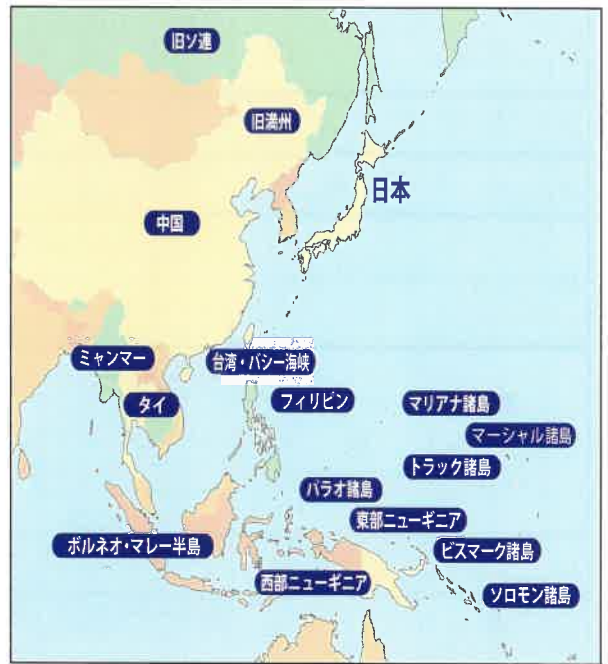 旧ソ連
旧満州
日本
中国
ミャンマー
台湾・バシー海峡
タイ
フィリピン
マリアナ諸島
マーシャル諸島
トラック諸島
パラオ諸島
東部ニューギニア
ボルネオ・マレー半島
ビスマーク諸島
西部ニューギニア
ソロモン諸島